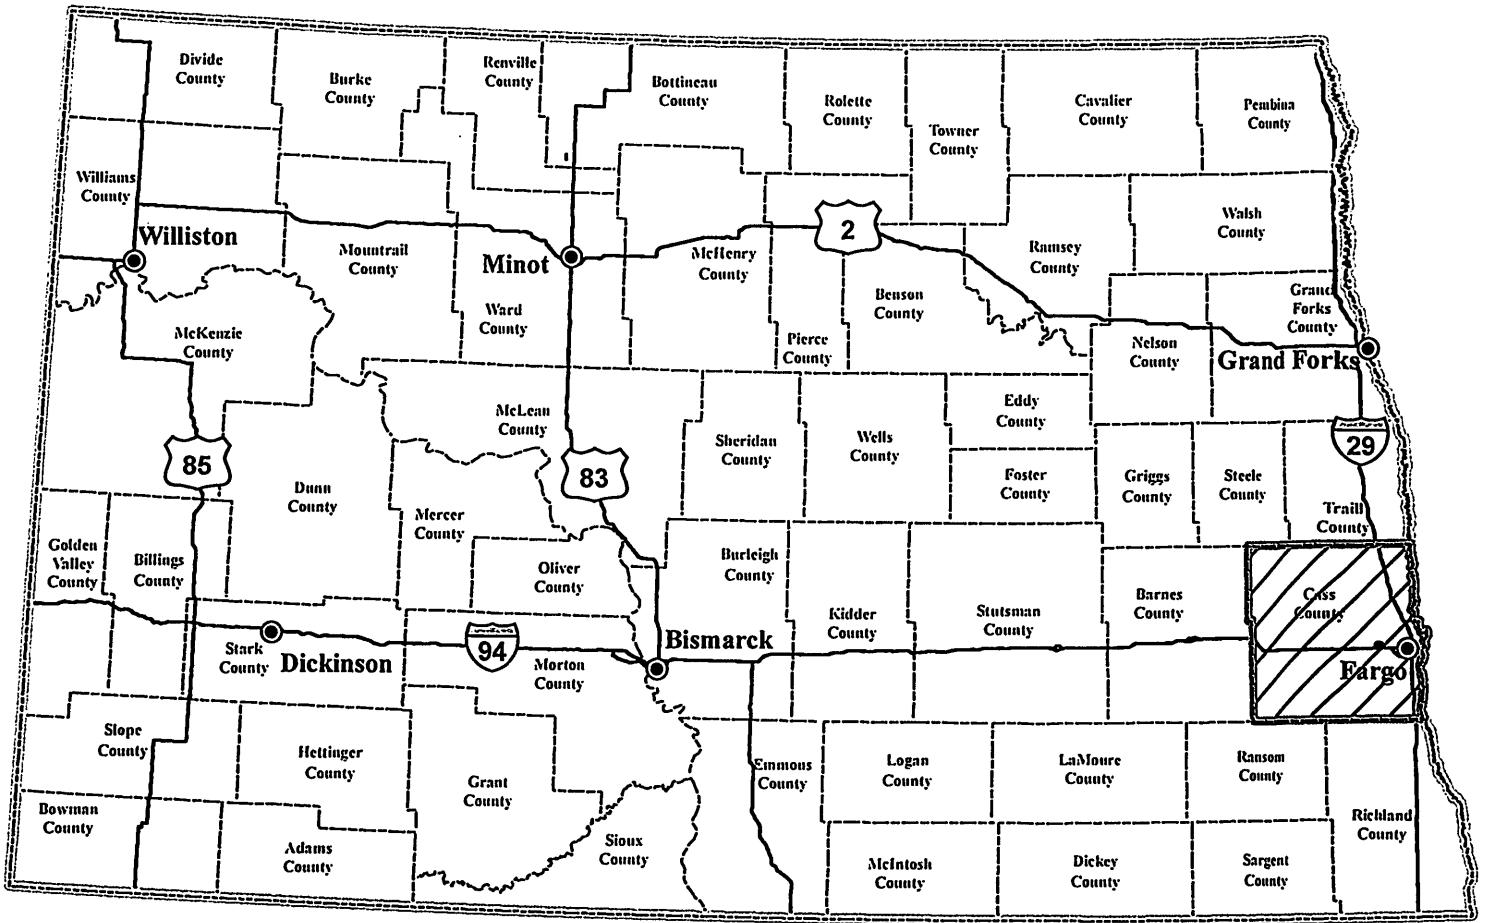 Divide
County
Burke
County
Renville
County
Bottineau
County
Rolette
County
Towner
County
Cavalier
County
Pembina
County
Williams
County
Williston
Mountrail
County
Minot
Ward
County
McHenry
County
2
Pierce
County
Benson
County
Ramsey
County
Walsh
County
Grand
Forks
County
Nelson
County
Grand Forks
McKenzie
County
85
Dunn
County
McLean
County
83
Mercer
County
Oliver
County
Sheridan
County
Wells
County
Eddy
County
Foster
County
Griggs
County
Steele
County
29
Traill
County
Golden
Valley
County
Billings
County
Stark
County
Dickinson
94
Morton
County
Bismarck
Burleigh
County
Kidder
County
Stutsman
County
Barnes
County
Cass
County
Fargo
Slope
County
Hettinger
County
Grant
County
Bowman
County
Adams
County
Sioux
County
Emmons
County
Logan
County
LaMoure
County
Ransom
County
Richland
County
McIntosh
County
Dickey
County
Sargent
County